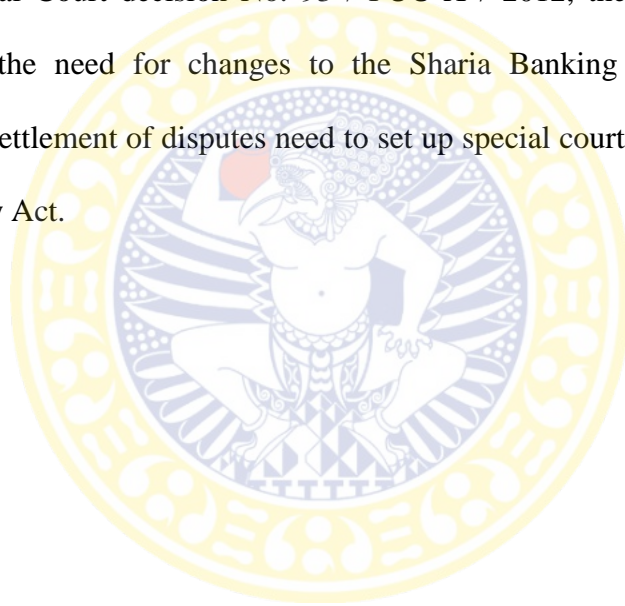 Court decision No. 93 / PUU-X / 2012, the
the need for changes to the Sharia Banking
ettlement of disputes need to set up special court
Act.